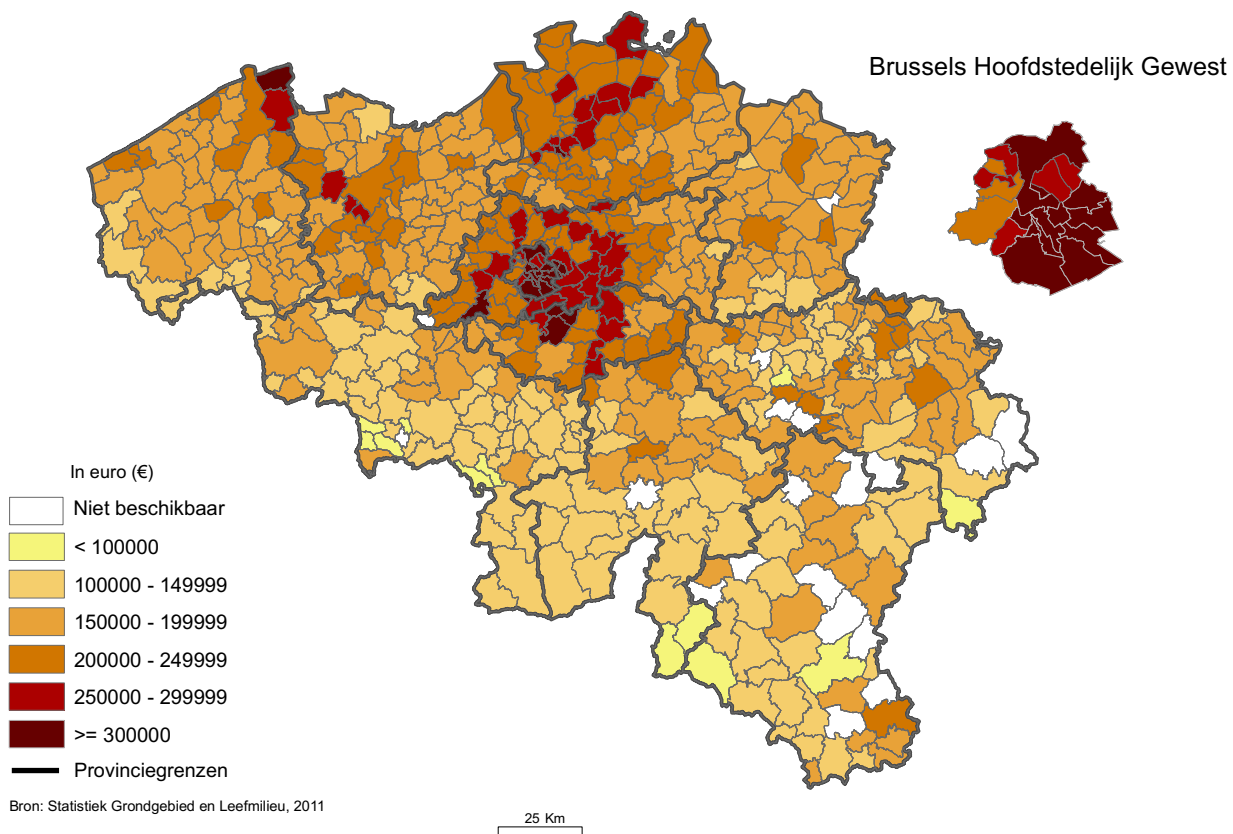 Brussels Hoofdstedelijk Gewest
In euro (€)
Niet beschikbaar
< 100000
100000 - 149999
150000 - 199999
200000 - 249999
250000 - 299999
>= 300000
Provinciegrenzen
Bron: Statistiek Grondgebied en Leefmilieu, 2011
25 Km